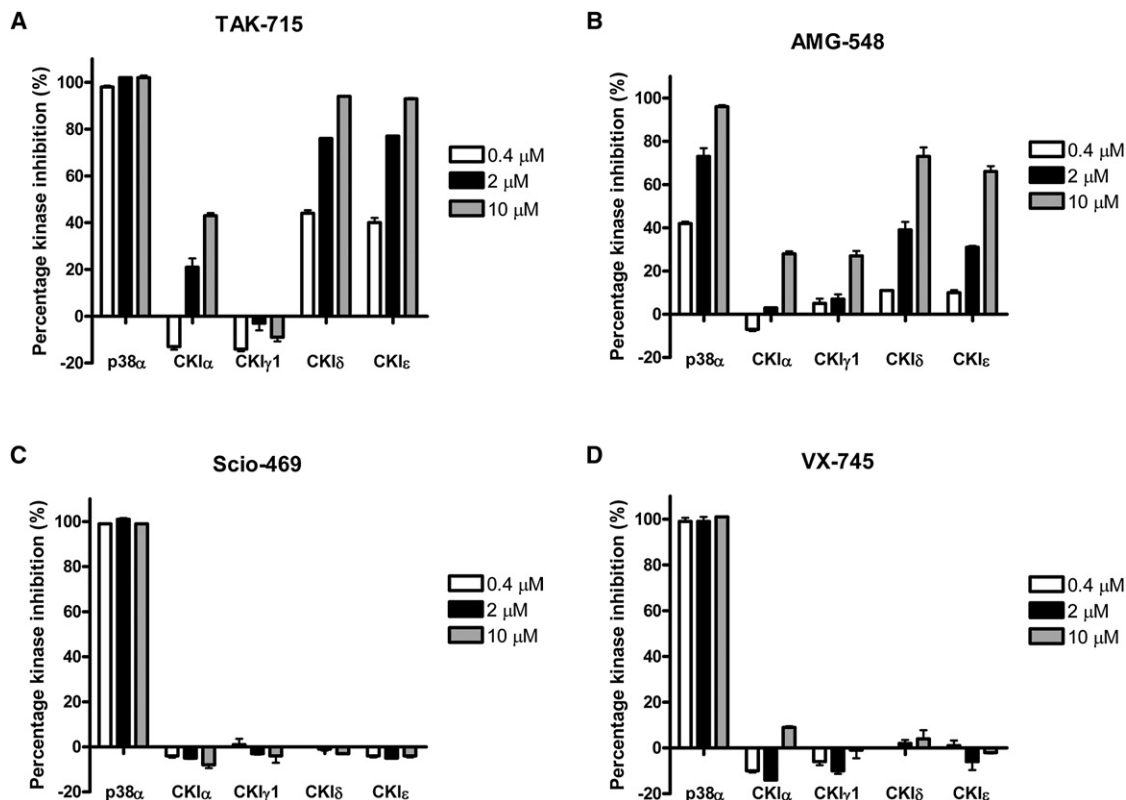 A
TAK-715
Percentage kinase inhibition (%)
100
80
60
40
20
0
-20
p38α CKIα CKIγ1 CKIδ CKIε
0.4 μM
2 μM
10 μM
B
AMG-548
Percentage kinase inhibition (%)
100
80
60
40
20
0
-20
p38α CKIα CKIγ1 CKIδ CKIε
0.4 μM
2 μM
10 μM
C
Scio-469
Percentage kinase inhibition (%)
100
80
60
40
20
0
-20
p38α CKIα CKIγ1 CKIδ CKIε
0.4 μM
2 μM
10 μM
D
VX-745
Percentage kinase inhibition (%)
100
80
60
40
20
0
-20
p38α CKIα CKIγ1 CKIδ CKIε
0.4 μM
2 μM
10 μM